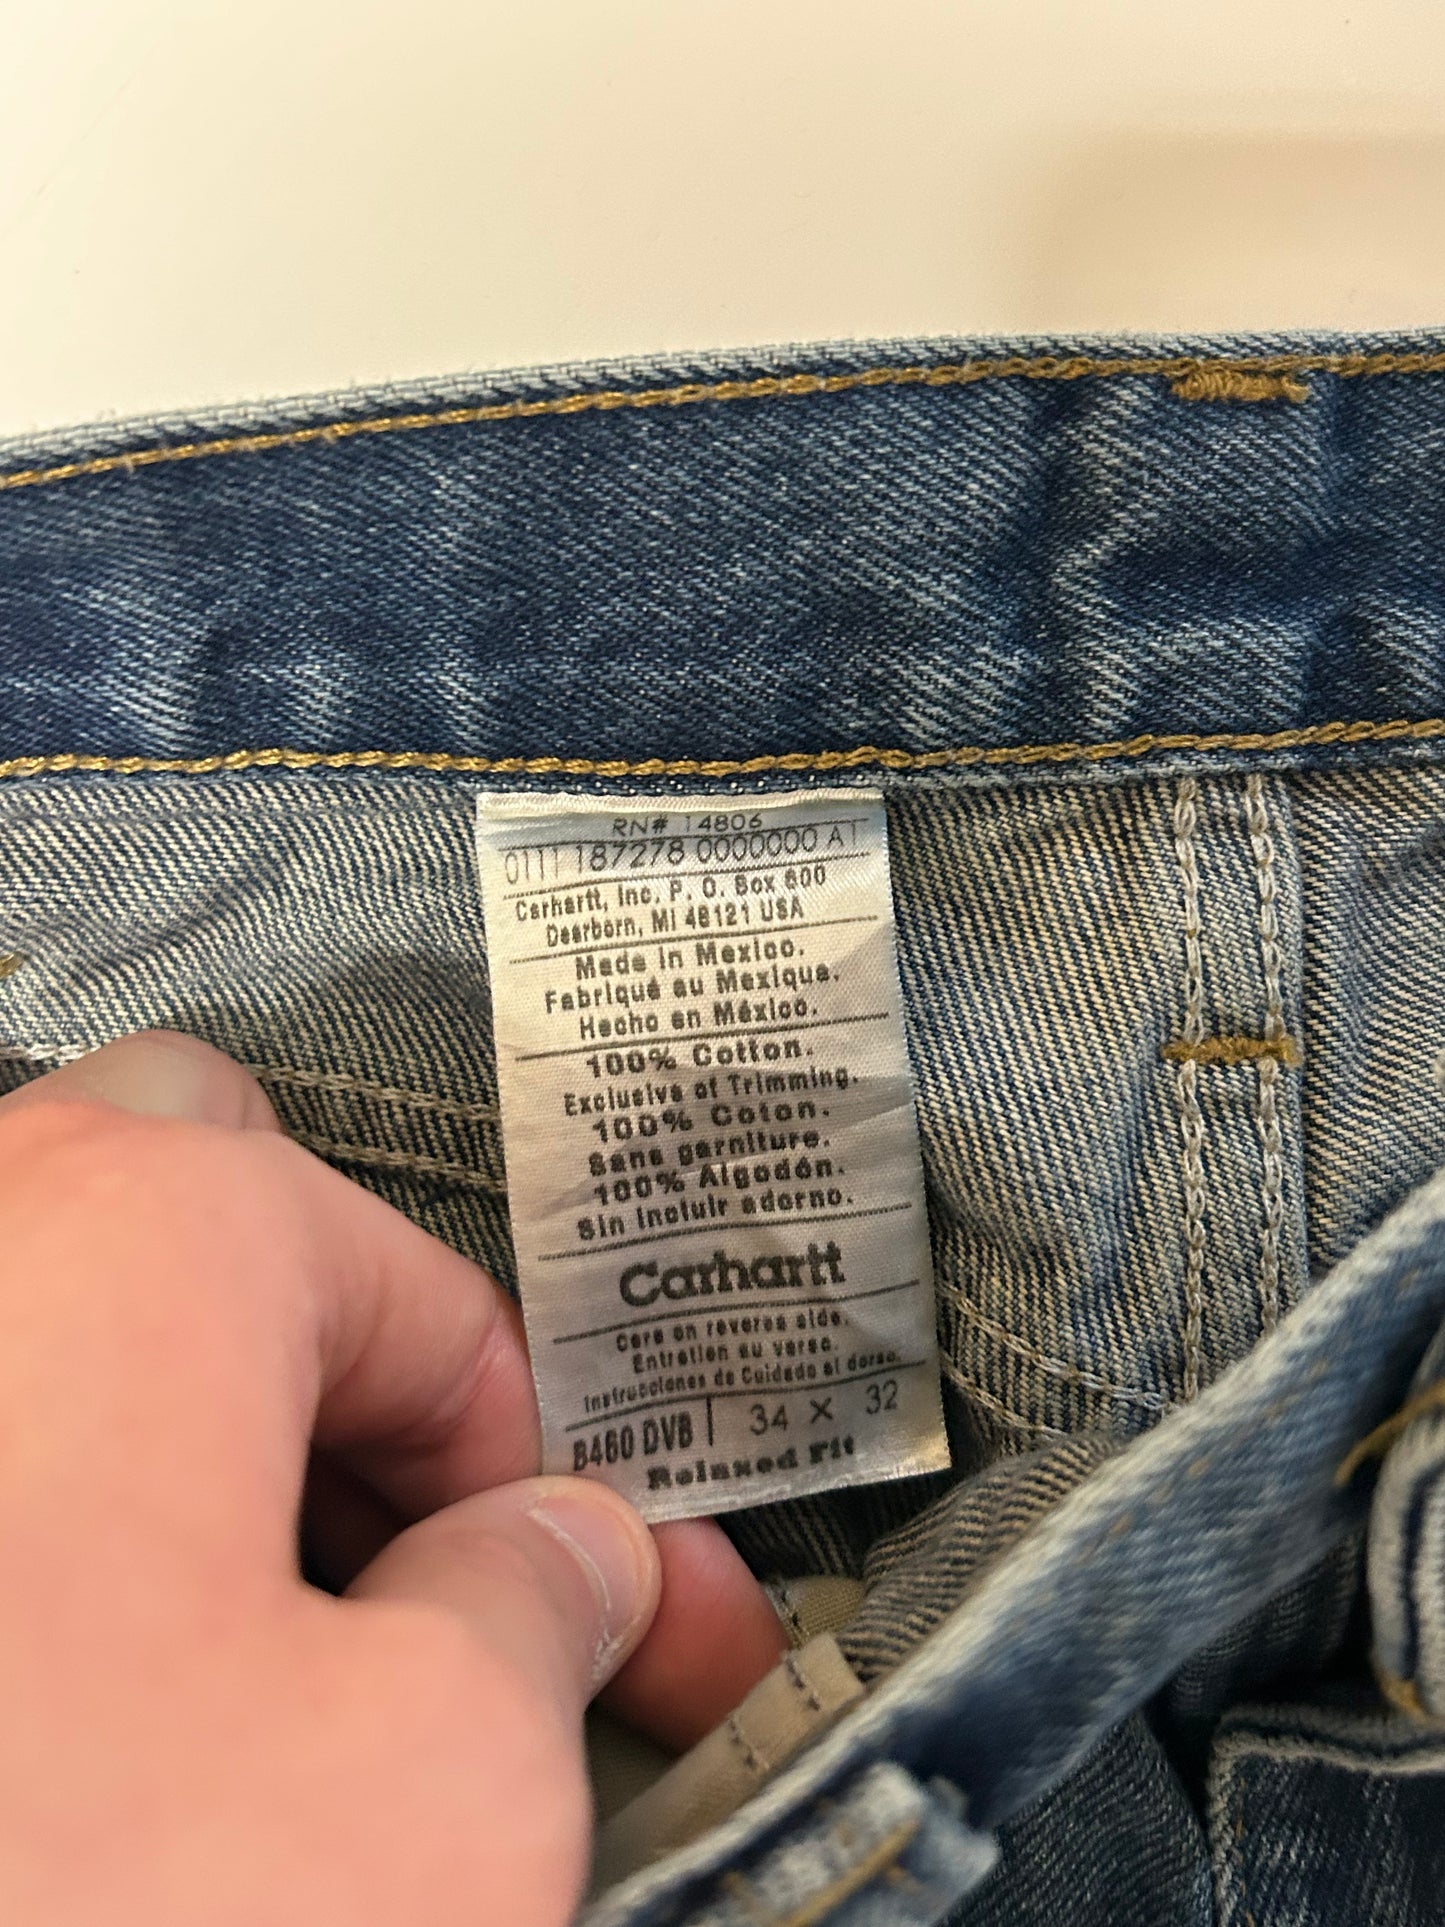 RN# 14806
0111 187278 0000000 A1
Carhartt, Inc. P. O. Box 600
Dearborn, MI 48121 USA
Made in Mexico.
Fabriqué au Mexique.
Hecho en México.
100% Cotton.
Exclusive of Trimming.
100% Coton.
Sans garniture.
100% Algodón.
Sin incluir adorno.
Carhartt
Care on reverse side.
Entretien au verso.
Instrucciones de Cuidado al dorso.
B460 DVB 34 X 32
Relaxed Fit